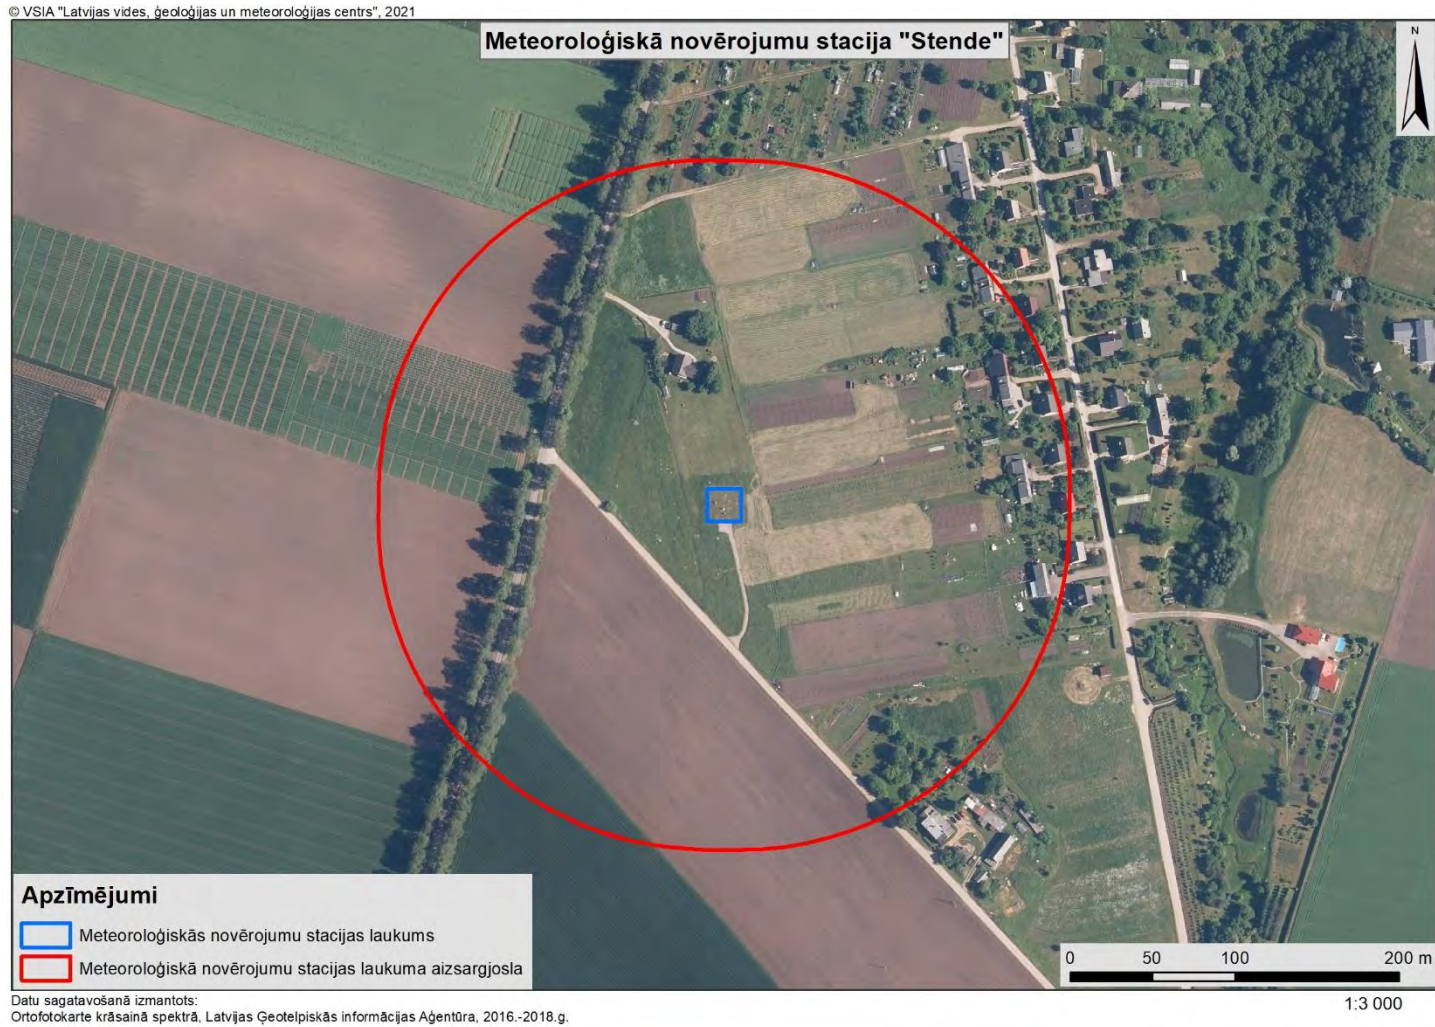 © VSIA "Latvijas vides, ģeoloģijas un meteoroloģijas centrs", 2021
Meteoroloģiskā novērojumu stacija "Stende"
N
Apzīmējumi
Meteoroloģiskās novērojumu stacijas laukums
Meteoroloģiskā novērojumu stacijas laukuma aizsargjosla
0 50 100 200 m
1:3 000
Datu sagatavošanā izmantots:
Ortofotokarte krāsainā spektrā, Latvijas Ģeotelpiskās informācijas Aģentūra, 2016.-2018.g.